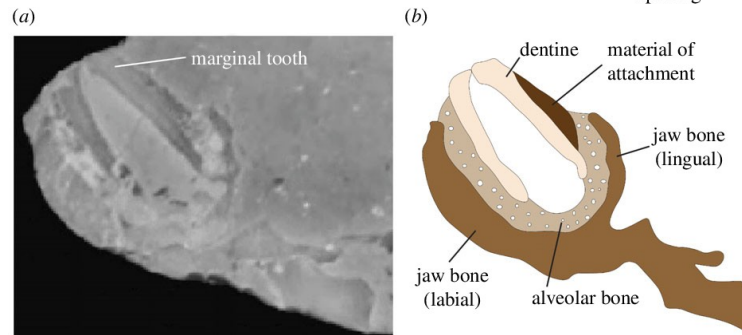 (a)
marginal tooth
(b)
dentine
material of
attachment
jaw bone
(lingual)
jaw bone
(labial)
alveolar bone